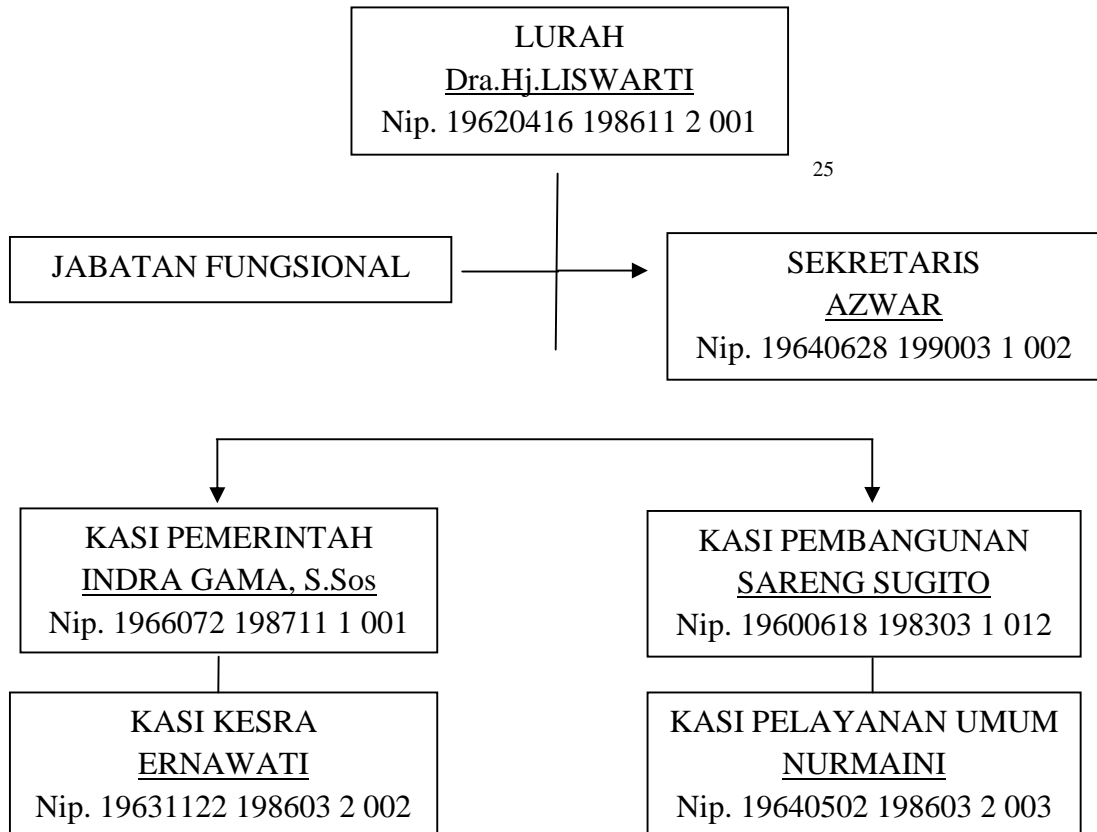 LURAH
Dra.Hj.LISWARTI
Nip. 19620416 198611 2 001
25
JABATAN FUNGSIONAL
SEKRETARIS
AZWAR
Nip. 19640628 199003 1 002
KASI PEMERINTAH
INDRA GAMA, S.Sos
Nip. 1966072 198711 1 001
KASI PEMBANGUNAN
SARENG SUGITO
Nip. 19600618 198303 1 012
KASI KESRA
ERNAWATI
Nip. 19631122 198603 2 002
KASI PELAYANAN UMUM
NURMAINI
Nip. 19640502 198603 2 003